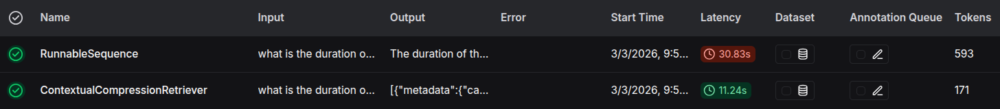 Name Input Output Error Start Time Latency Dataset Annotation Queue Tokens
RunnableSequence what is the duration o... The duration of th... 3/3/2026, 9:5... 30.83s 593
ContextualCompressionRetriever what is the duration o... [{"metadata":{"ca... 3/3/2026, 9:5... 11.24s 171